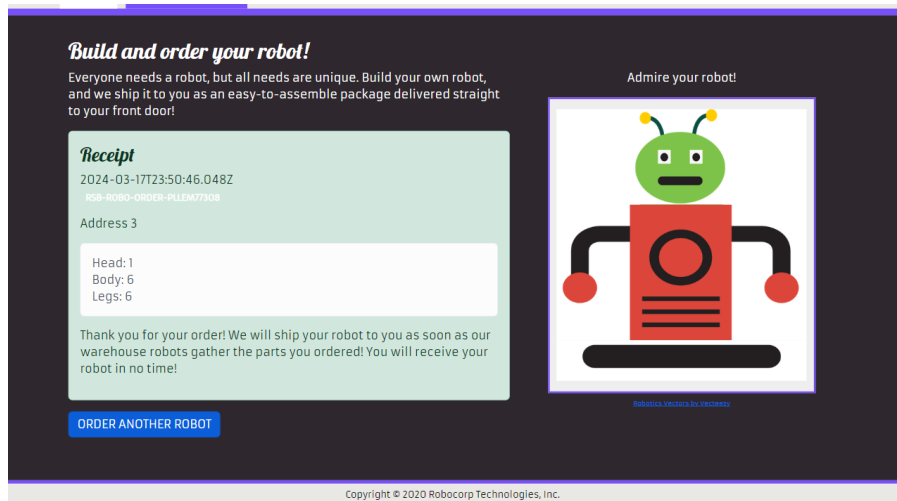 Build and order your robot!
Everyone needs a robot, but all needs are unique. Build your own robot,
and we ship it to you as an easy-to-assemble package delivered straight
to your front door!
Receipt
2024-03-17T23:50:46.048Z
RSB-ROBO-ORDER-PLLEM77308
Address 3
Head: 1
Body: 6
Legs: 6
Thank you for your order! We will ship your robot to you as soon as our
warehouse robots gather the parts you ordered! You will receive your
robot in no time!
ORDER ANOTHER ROBOT
Admire your robot!
Robotics Vectors by Vecteezy
Copyright © 2020 Robocorp Technologies, Inc.